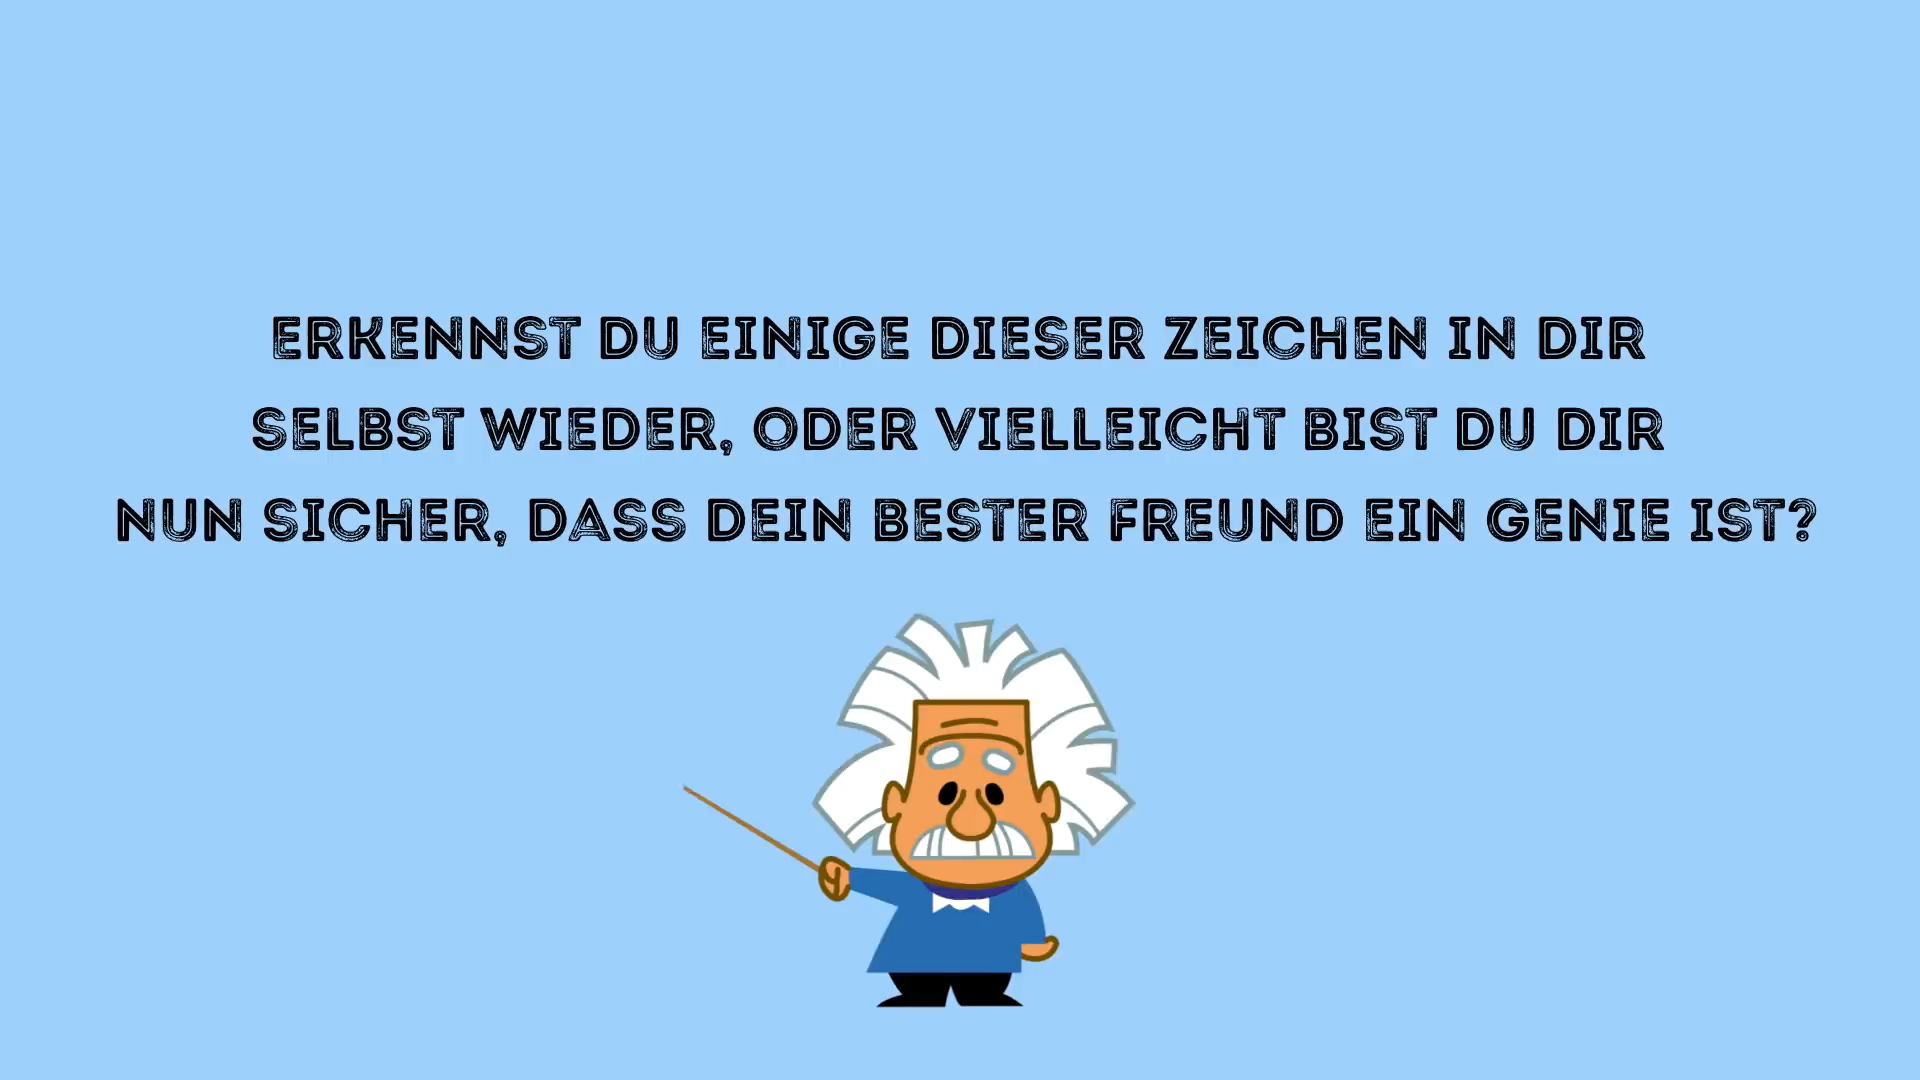 ERKENNST DU EINIGE DIESER ZEICHEN IN DIR
SELBST WIEDER, ODER VIELLEICHT BIST DU DIR
NUN SICHER, DASS DEIN BESTER FREUND EIN GENIE IST?